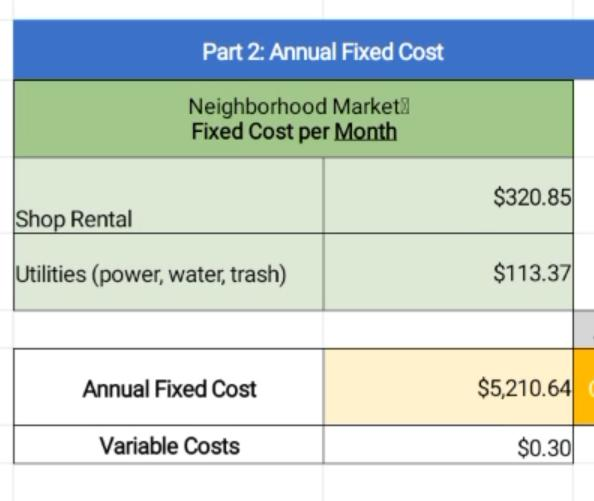 Part 2: Annual Fixed Cost
Neighborhood Market
Fixed Cost per Month
Shop Rental $320.85
Utilities (power, water, trash) $113.37
Annual Fixed Cost $5,210.64
Variable Costs $0.30